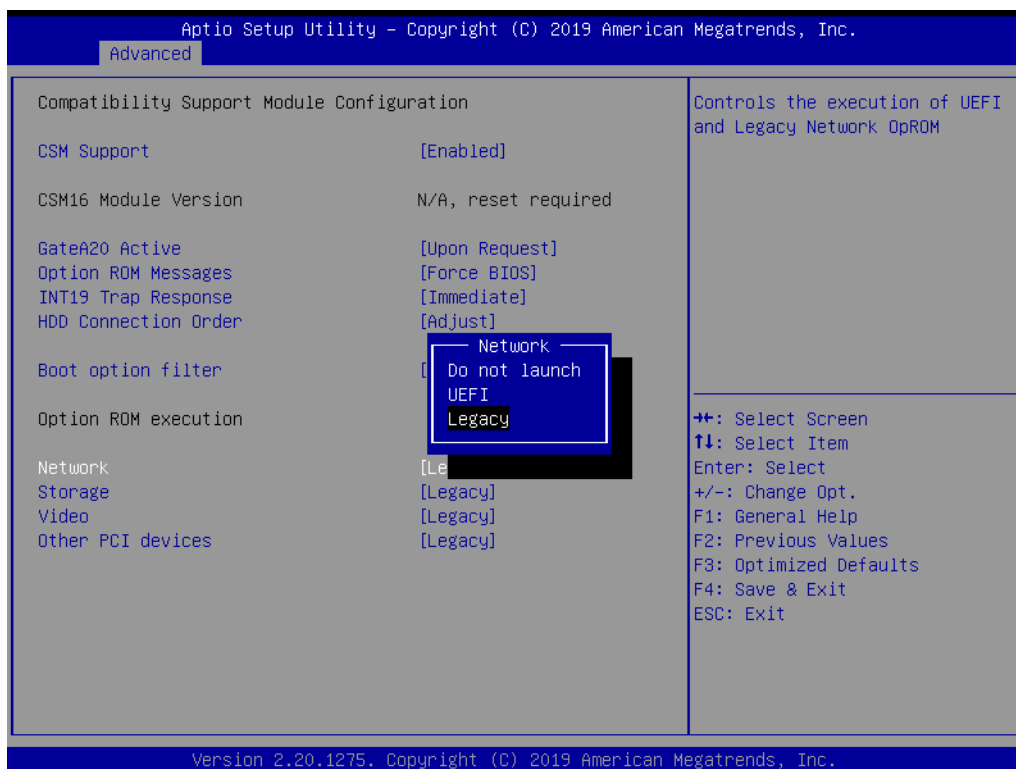 Aptio Setup Utility – Copyright (C) 2019 American Megatrends, Inc.
Advanced
Compatibility Support Module Configuration
CSM Support [Enabled]
CSM16 Module Version N/A, reset required
GateA20 Active [Upon Request]
Option ROM Messages [Force BIOS]
INT19 Trap Response [Immediate]
HDD Connection Order [Adjust]
Boot option filter [
Option ROM execution
Network [Le
Storage [Legacy]
Video [Legacy]
Other PCI devices [Legacy]
Network
Do not launch
UEFI
Legacy
Controls the execution of UEFI
and Legacy Network OpROM
→←: Select Screen
↑↓: Select Item
Enter: Select
+/-: Change Opt.
F1: General Help
F2: Previous Values
F3: Optimized Defaults
F4: Save & Exit
ESC: Exit
Version 2.20.1275. Copyright (C) 2019 American Megatrends, Inc.